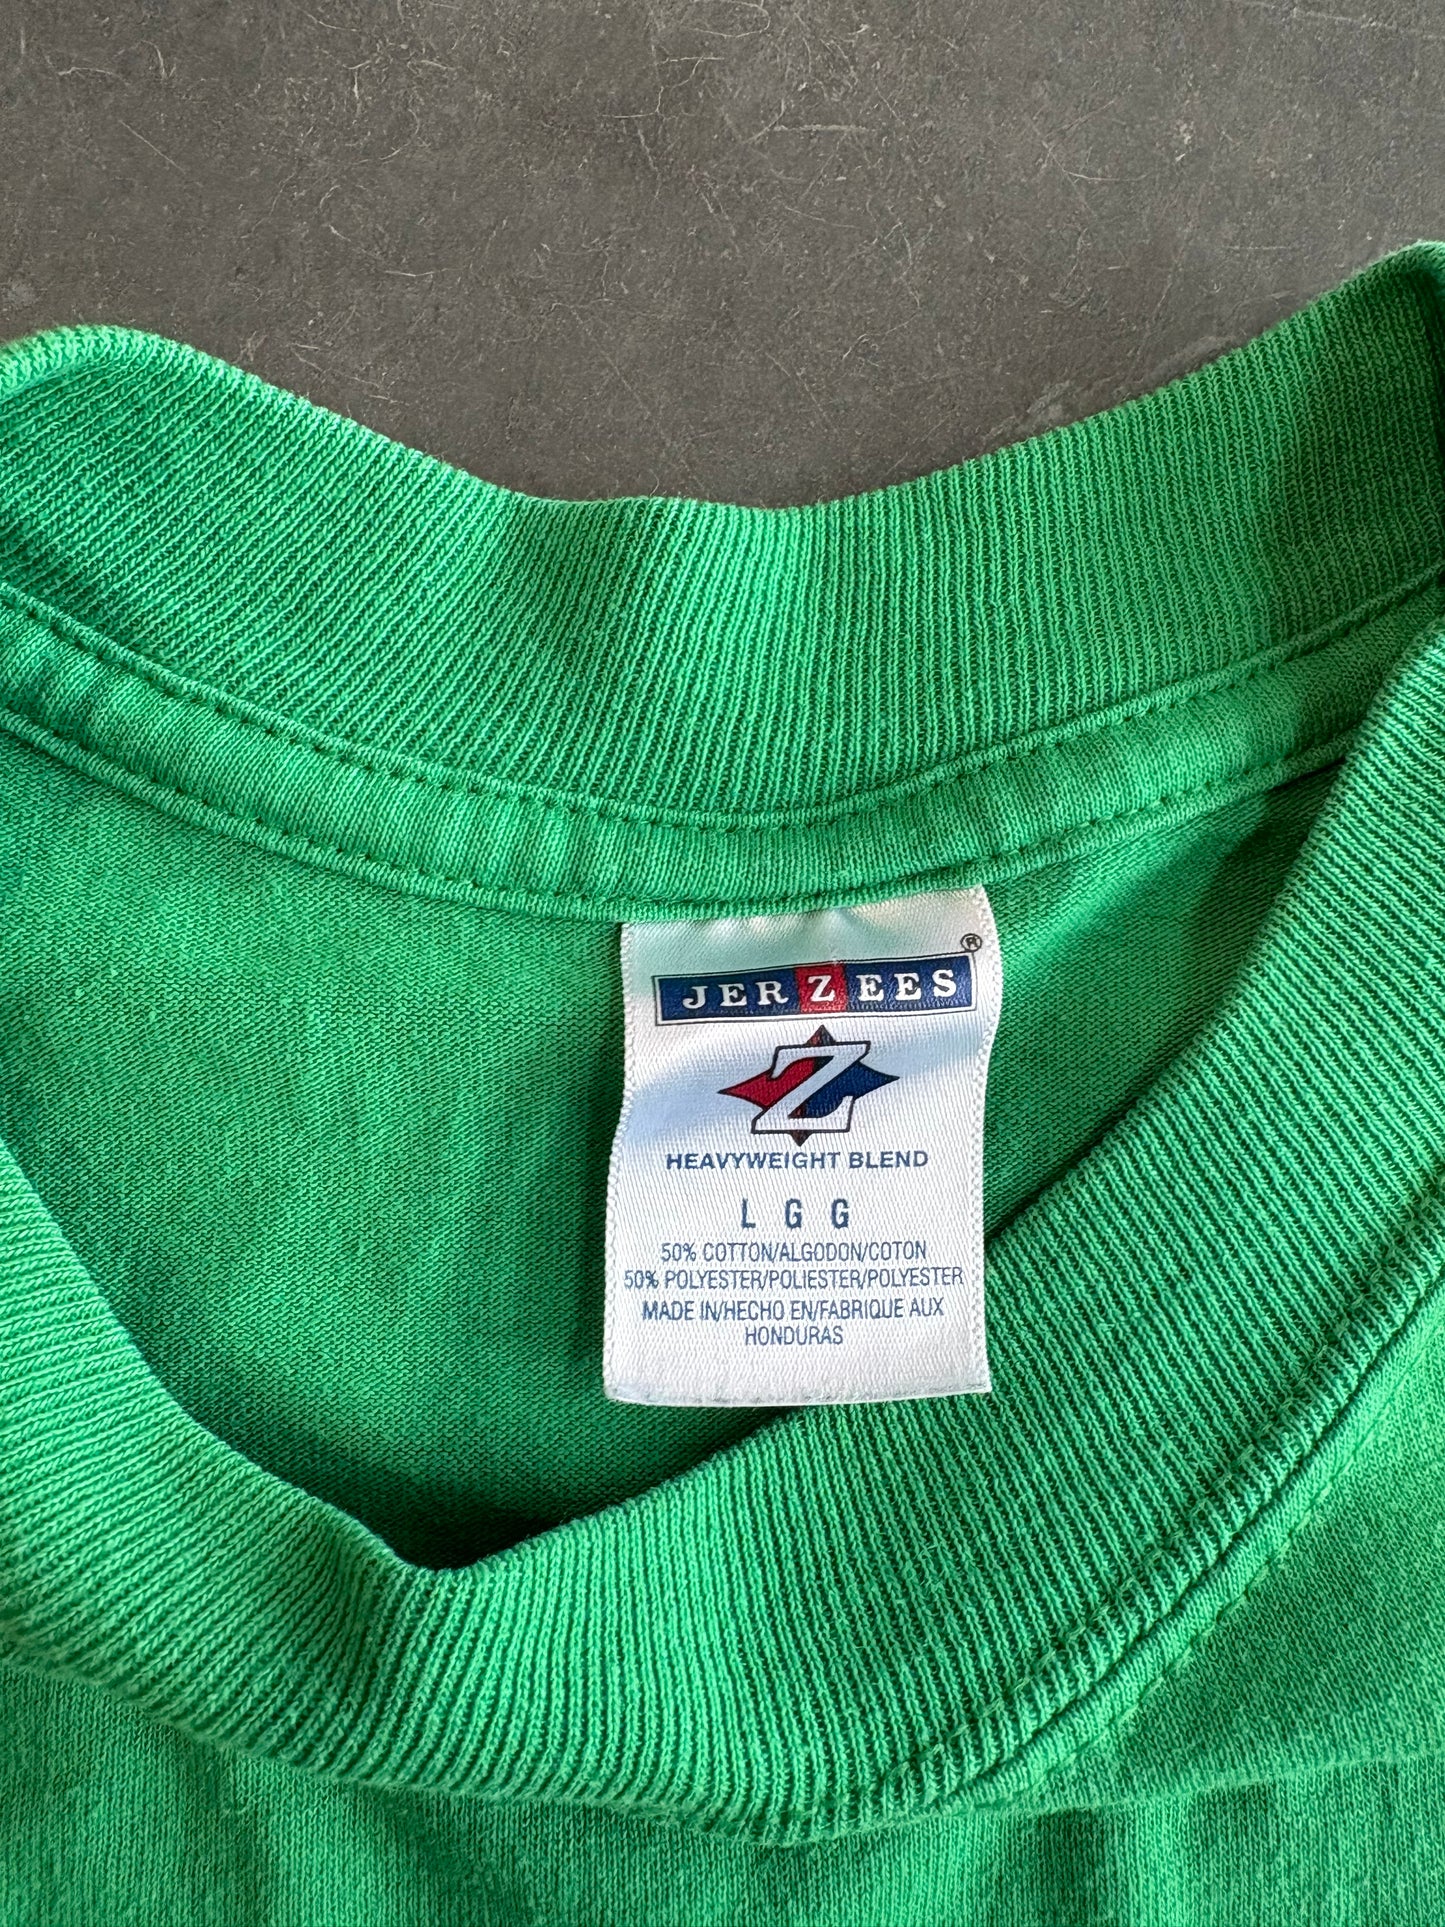 JERZEES®
Z
HEAVYWEIGHT BLEND
L G G
50% COTTON/ALGODON/COTON
50% POLYESTER/POLIESTER/POLYESTER
MADE IN/HECHO EN/FABRIQUE AUX
HONDURAS